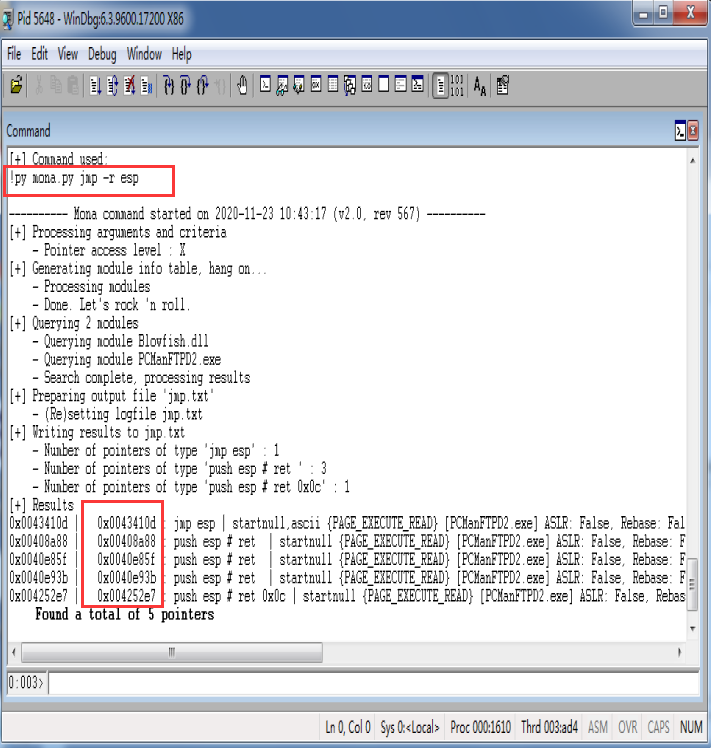 Pid 5648 - WinDbg:6.3.9600.17200 X86
File Edit View Debug Window Help
Command
[+] Command used:
!py mona.py jmp -r esp
---------- Mona command started on 2020-11-23 10:43:17 (v2.0, rev 567) ----------
[+] Processing arguments and criteria
- Pointer access level : X
[+] Generating module info table, hang on...
- Processing modules
- Done. Let's rock 'n roll.
[+] Querying 2 modules
- Querying module Blowfish.dll
- Querying module PCManFTPD2.exe
- Search complete, processing results
[+] Preparing output file 'jmp.txt'
- (Re)setting logfile jmp.txt
[+] Writing results to jmp.txt
- Number of pointers of type 'jmp esp' : 1
- Number of pointers of type 'push esp # ret ' : 3
- Number of pointers of type 'push esp # ret 0x0c' : 1
[+] Results
0x0043410d | 0x0043410d : jmp esp | startnull,ascii {PAGE_EXECUTE_READ} [PCManFTPD2.exe] ASLR: False, Rebase: Fal
0x00408a88 | 0x00408a88 : push esp # ret | startnull {PAGE_EXECUTE_READ} [PCManFTPD2.exe] ASLR: False, Rebase: F
0x0040e85f | 0x0040e85f : push esp # ret | startnull {PAGE_EXECUTE_READ} [PCManFTPD2.exe] ASLR: False, Rebase: F
0x0040e93b | 0x0040e93b : push esp # ret | startnull {PAGE_EXECUTE_READ} [PCManFTPD2.exe] ASLR: False, Rebase: F
0x004252e7 | 0x004252e7 : push esp # ret 0x0c | startnull {PAGE_EXECUTE_READ} [PCManFTPD2.exe] ASLR: False, Rebas
Found a total of 5 pointers
0:003>
Ln 0, Col 0 Sys 0:<Local> Proc 000:1610 Thrd 003:ad4 ASM OVR CAPS NUM